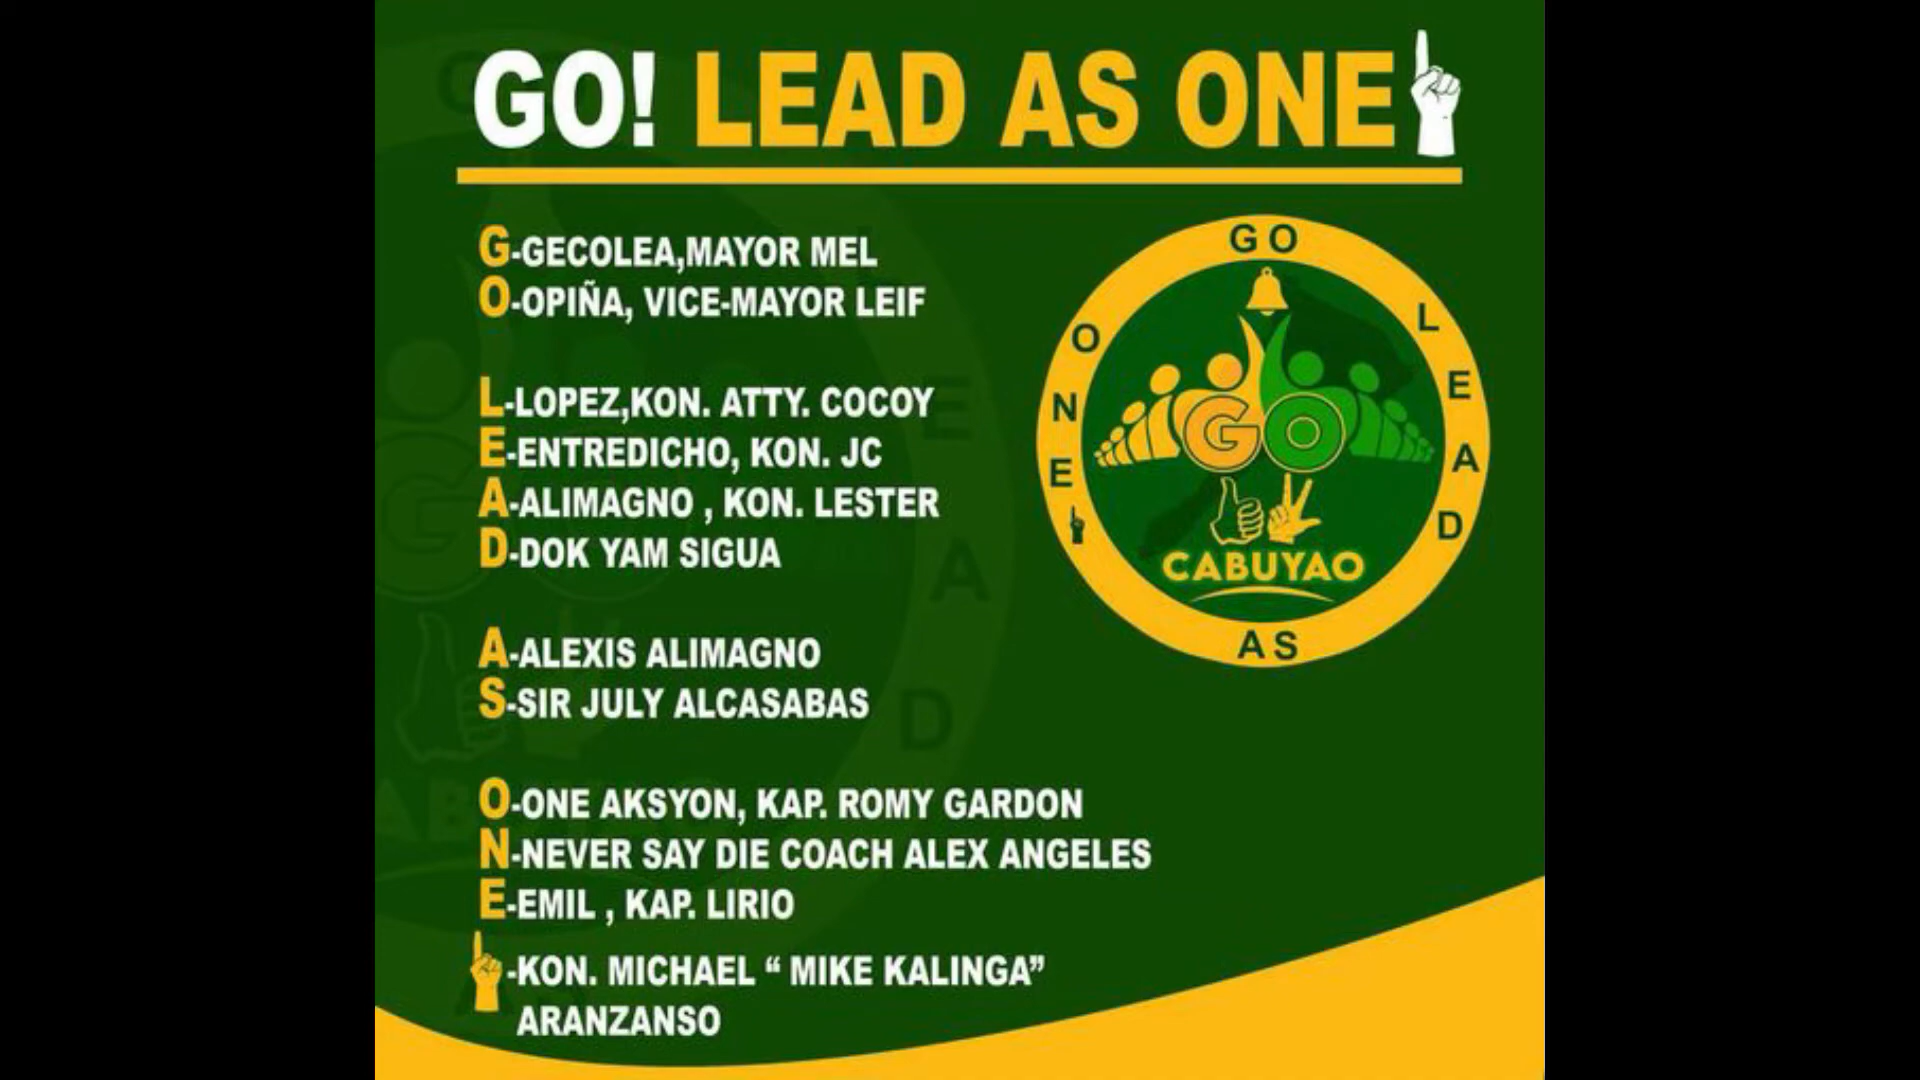 GO! LEAD AS ONE
G-GECOLEA,MAYOR MEL
O-OPIÑA, VICE-MAYOR LEIF
L-LOPEZ,KON. ATTY. COCOY
E-ENTREDICHO, KON. JC
A-ALIMAGNO , KON. LESTER
D-DOK YAM SIGUA
A-ALEXIS ALIMAGNO
S-SIR JULY ALCASABAS
O-ONE AKSYON, KAP. ROMY GARDON
N-NEVER SAY DIE COACH ALEX ANGELES
E-EMIL , KAP. LIRIO
-KON. MICHAEL “ MIKE KALINGA”
ARANZANSO
GO LEAD AS ONE
GO
CABUYAO